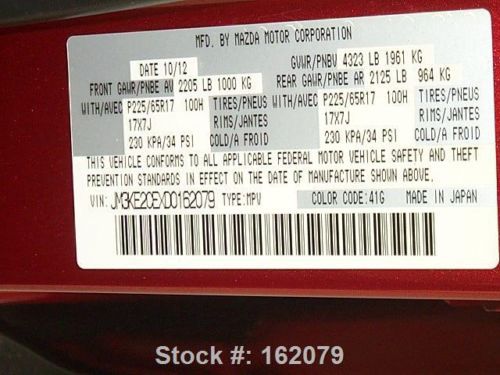 MFD. BY MAZDA MOTOR CORPORATION
DATE 10/12 GVWR/PNBV 4323 LB 1961 KG
FRONT GAWR/PNBE AV 2205 LB 1000 KG REAR GAWR/PNBE AR 2125 LB 964 KG
WITH/AVEC P225/65R17 100H TIRES/PNEUS WITH/AVEC P225/65R17 100H TIRES/PNEUS
17X7J RIMS/JANTES 17X7J RIMS/JANTES
230 KPA/34 PSI COLD/A FROID 230 KPA/34 PSI COLD/A FROID
THIS VEHICLE CONFORMS TO ALL APPLICABLE FEDERAL MOTOR VEHICLE SAFETY AND THEFT
PREVENTION STANDARDS IN EFFECT ON THE DATE OF MANUFACTURE SHOWN ABOVE.
VIN: TYPE: MPV COLOR CODE: 41G MADE IN JAPAN
Stock #: 162079